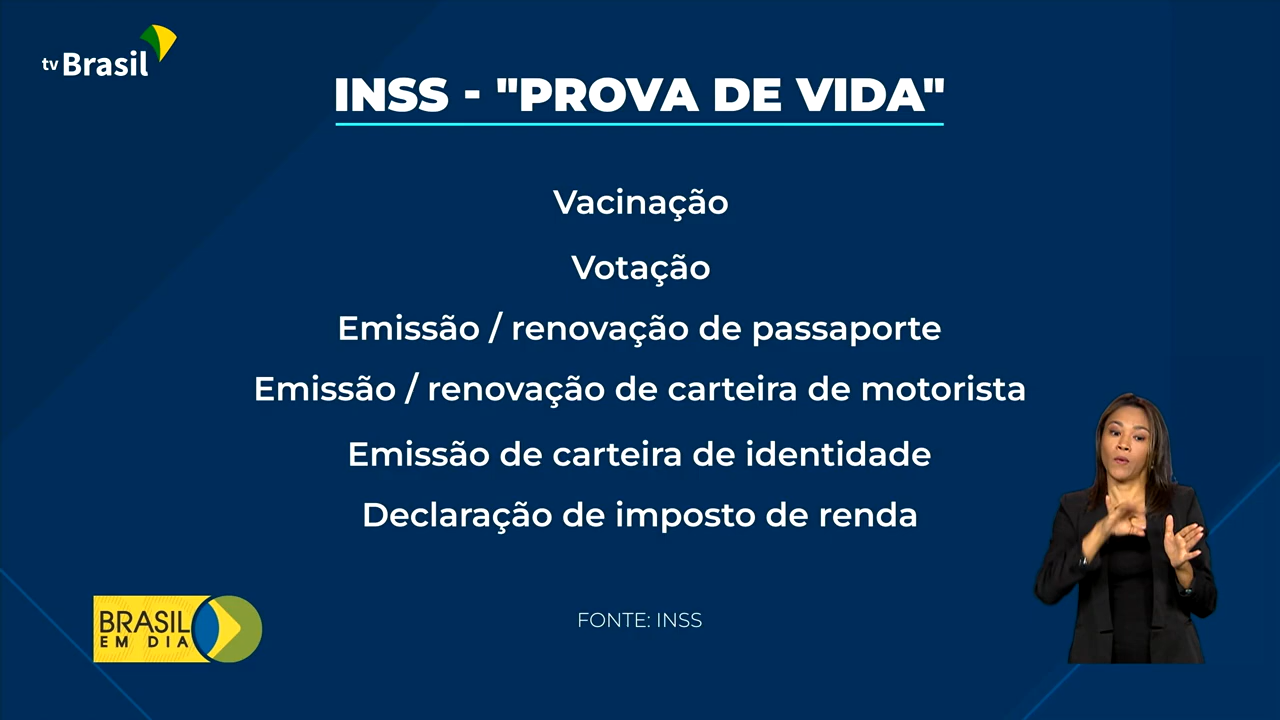 tv Brasil
INSS - "PROVA DE VIDA"
Vacinação
Votação
Emissão / renovação de passaporte
Emissão / renovação de carteira de motorista
Emissão de carteira de identidade
Declaração de imposto de renda
BRASIL
EM DIA
FONTE: INSS